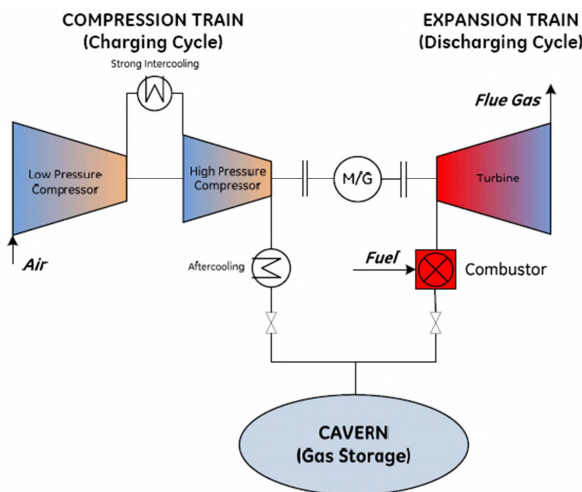 COMPRESSION TRAIN
(Charging Cycle)
EXPANSION TRAIN
(Discharging Cycle)
Strong Intercooling
Flue Gas
Low Pressure
Compressor
High Pressure
Compressor
M/G
Turbine
Air
Aftercooling
Fuel
Combustor
CAVERN
(Gas Storage)